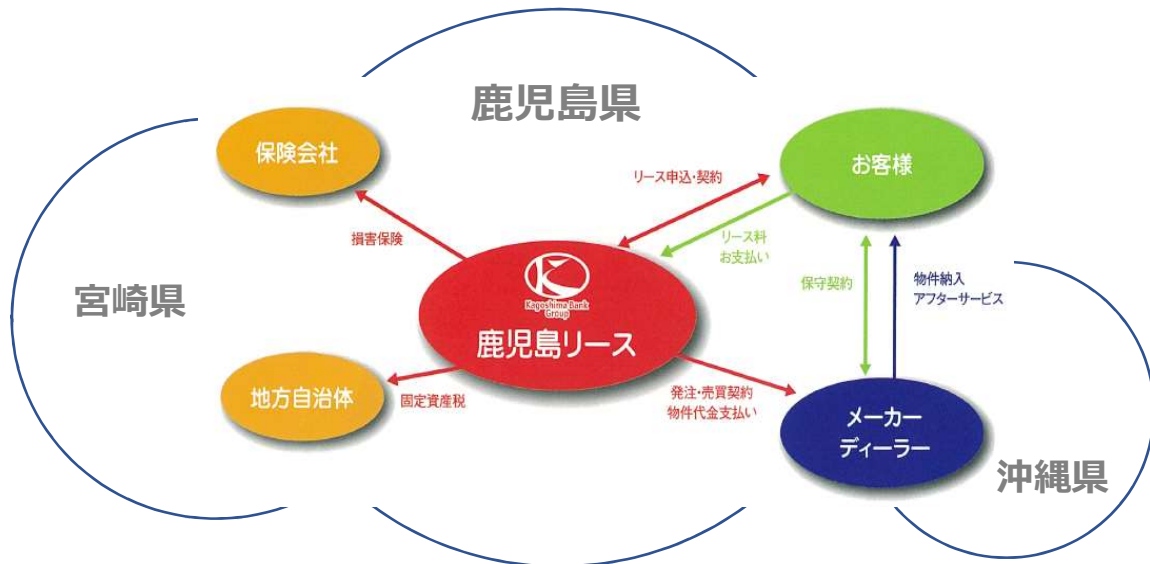 鹿児島県
保険会社
お客様
リース申込・契約
損害保険
リース料
お支払い
保守契約
物件納入
アフターサービス
宮崎県
Kagoshima Bank
Group
鹿児島リース
地方自治体
固定資産税
発注・売買契約
物件代金支払い
メーカー
ディーラー
沖縄県